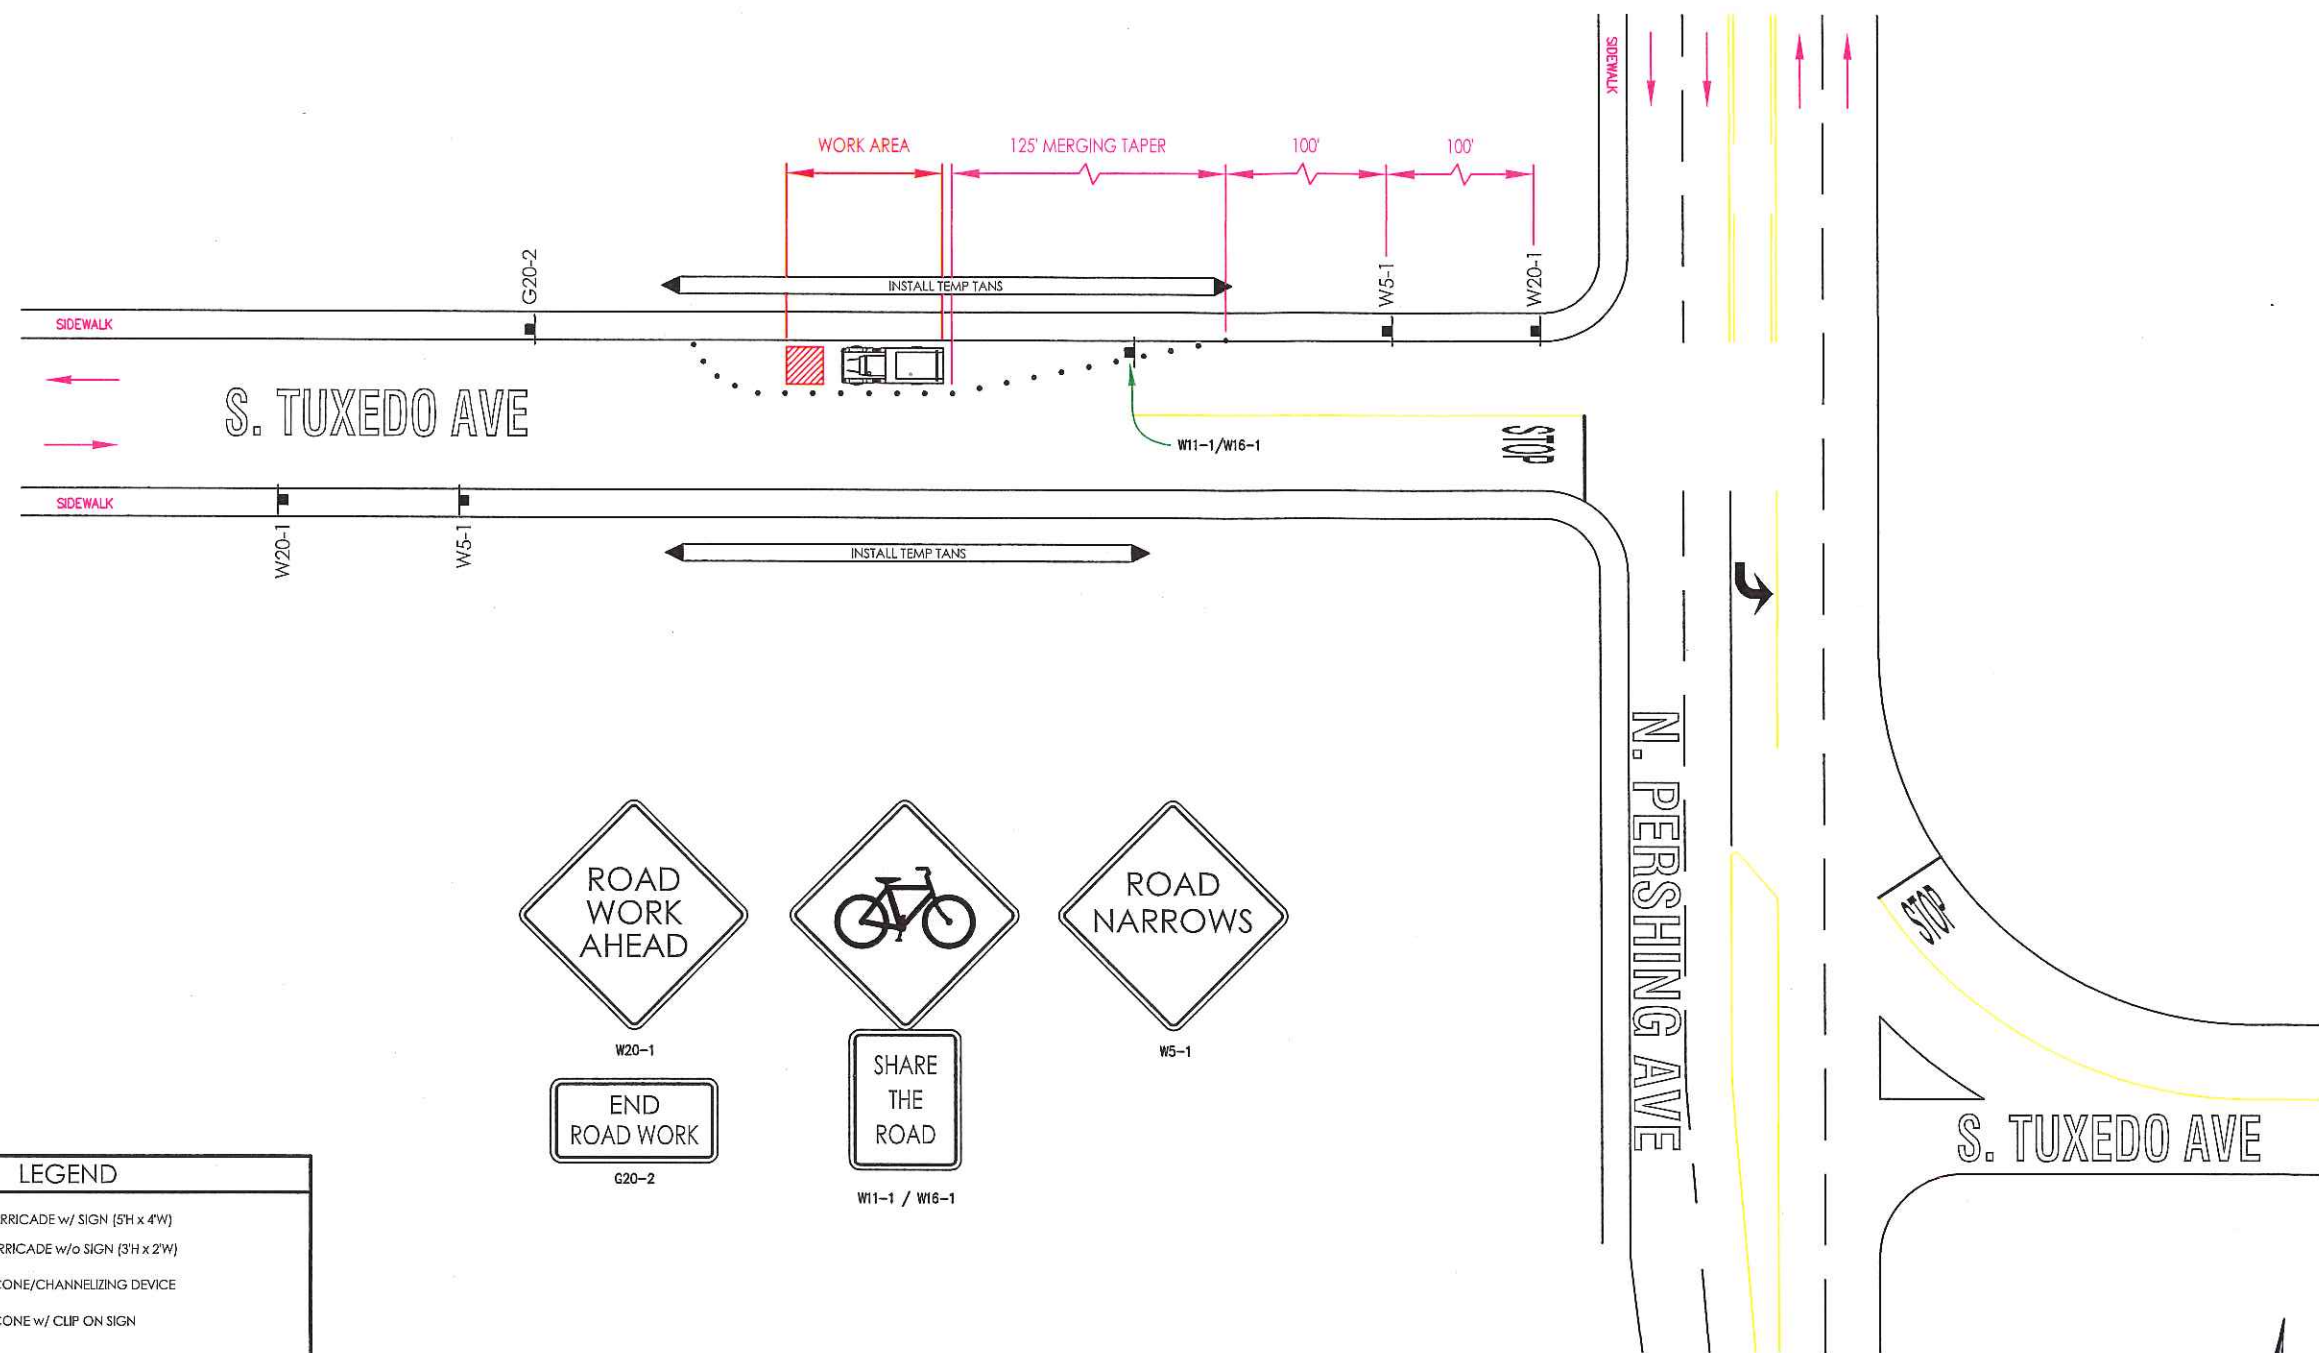 SIDEWALK
WORK AREA
125' MERGING TAPER
100'
100'
G20-2
W5-1
W20-1
INSTALL TEMP TANS
SIDEWALK
S. TUXEDO AVE
W11-1/W16-1
STOP
SIDEWALK
W20-1
W5-1
INSTALL TEMP TANS
N. PERSHING AVE
ROAD
WORK
AHEAD
W20-1
ROAD
NARROWS
W5-1
SHARE
THE
ROAD
W11-1 / W16-1
END
ROAD WORK
G20-2
STOP
S. TUXEDO AVE
LEGEND
RRICADE w/ SIGN (5'H x 4'W)
RRICADE w/o SIGN (3'H x 2'W)
CONE/CHANNELIZING DEVICE
CONE w/ CLIP ON SIGN